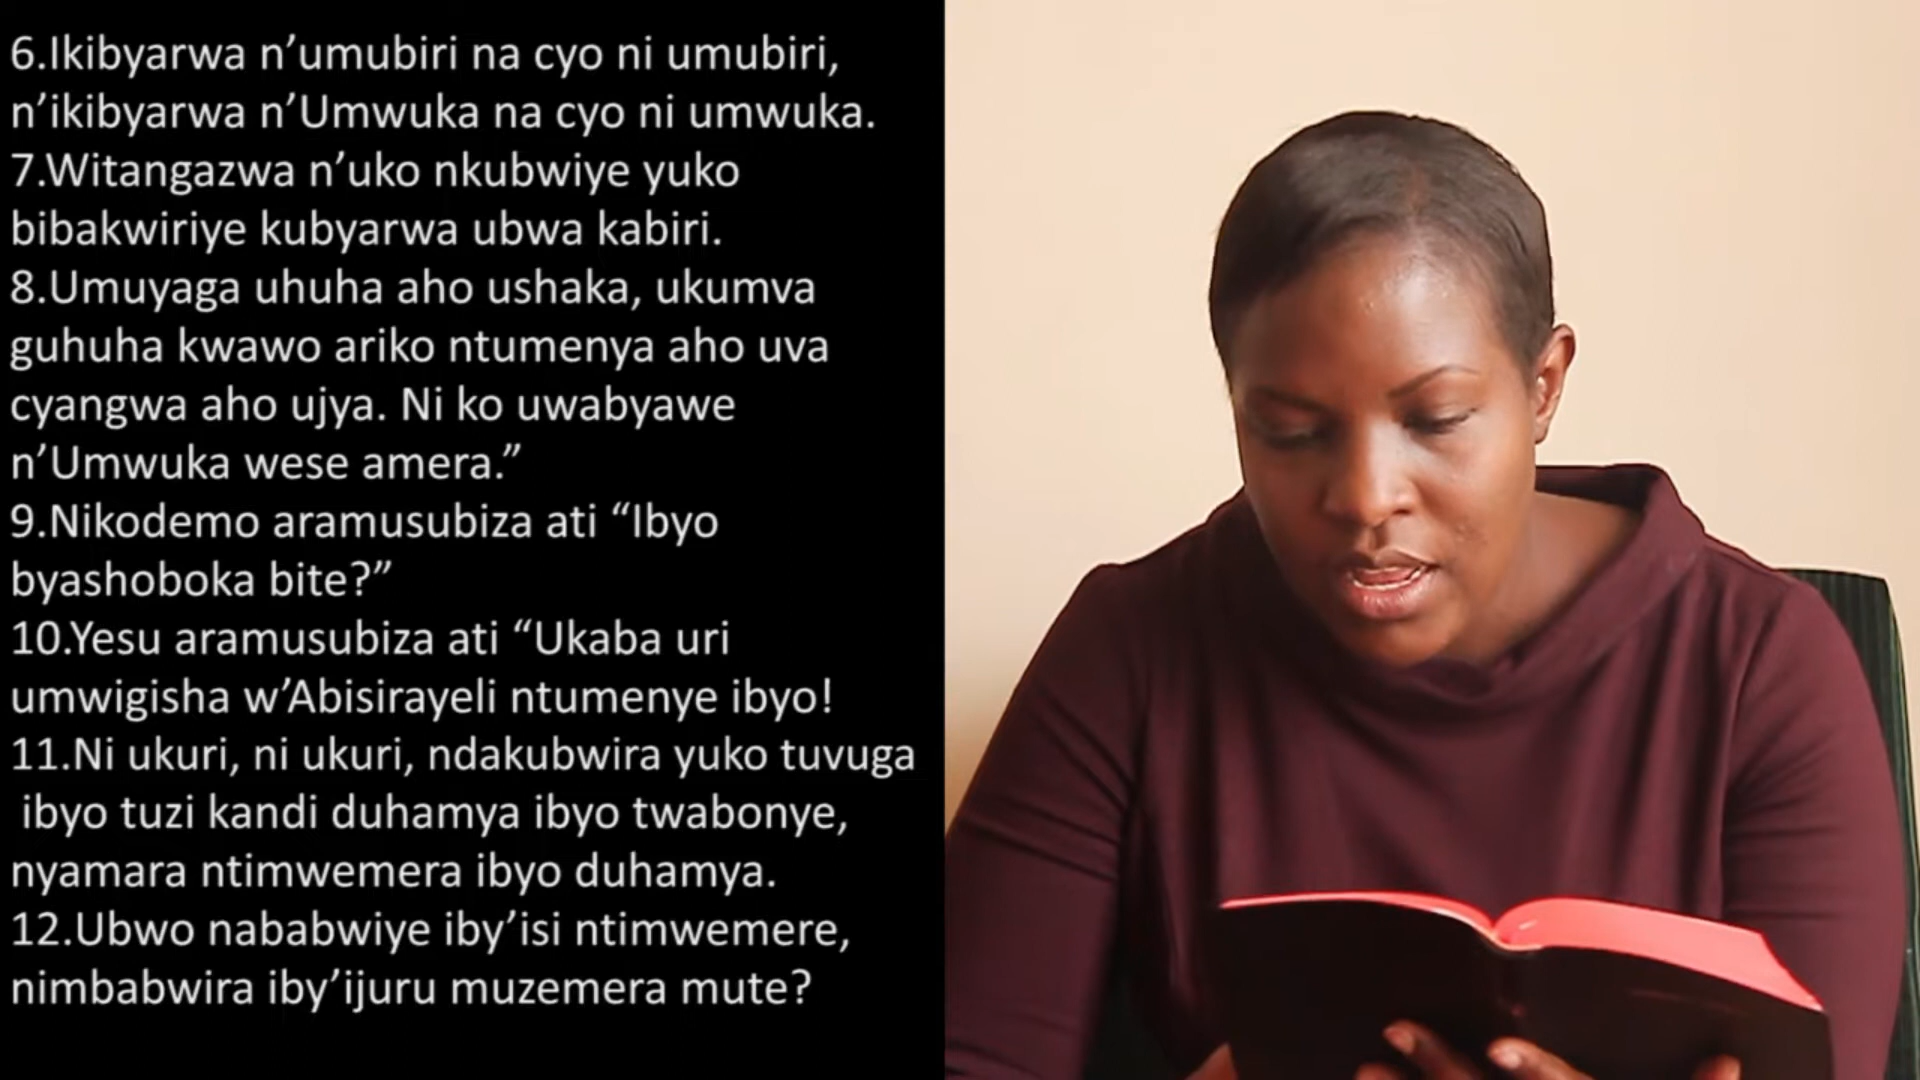 6.Ikibyarwa n’umubiri na cyo ni umubiri,
n’ikibyarwa n’Umwuka na cyo ni umwuka.
7.Witangazwa n’uko nkubwiye yuko
bibakwiriye kubyarwa ubwa kabiri.
8.Umuyaga uhuha aho ushaka, ukumva
guhuha kwawo ariko ntumenya aho uva
cyangwa aho ujya. Ni ko uwabyawe
n’Umwuka wese amera.”
9.Nikodemo aramusubiza ati “Ibyo
byashoboka bite?”
10.Yesu aramusubiza ati “Ukaba uri
umwigisha w’Abisirayeli ntumenye ibyo!
11.Ni ukuri, ni ukuri, ndakubwira yuko tuvuga
ibyo tuzi kandi duhamya ibyo twabonye,
nyamara ntimwemera ibyo duhamya.
12.Ubwo nababwiye iby’isi ntimwemere,
nimbabwira iby’ijuru muzemera mute?